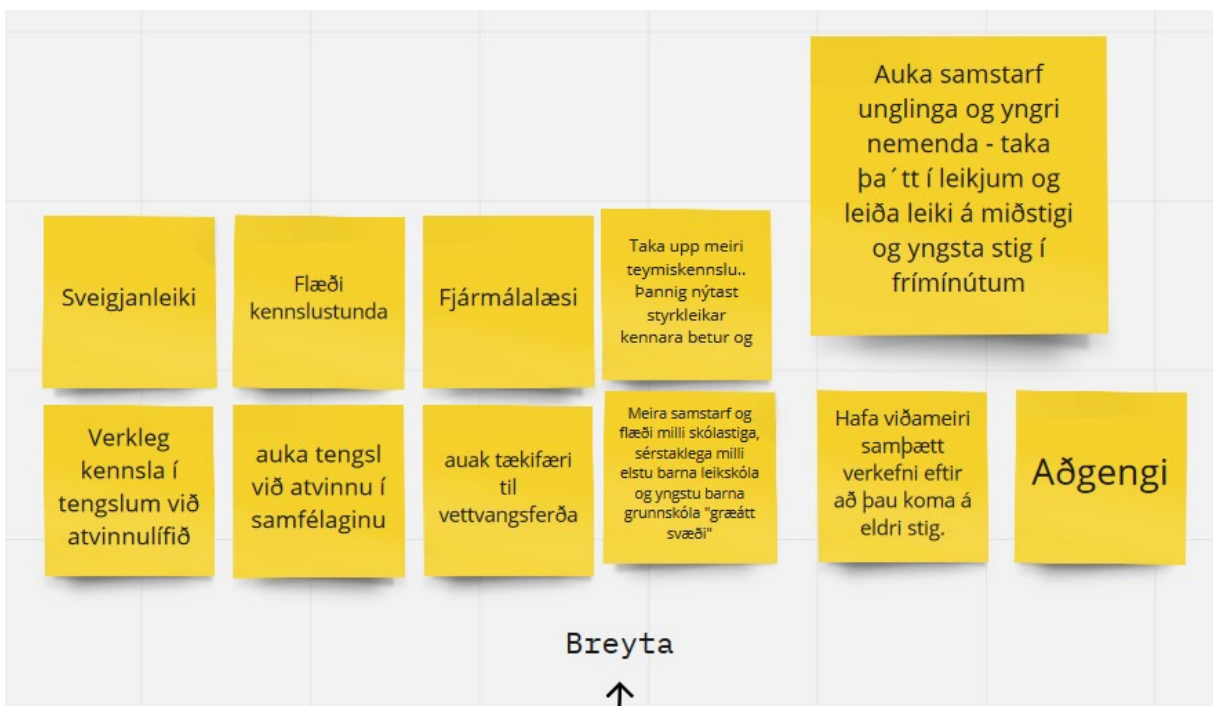 Auka samstarf
unglinga og yngri
nemenda - taka
þa´tt í leikjum og
leiða leiki á miðstigi
og yngsta stig í
frímínútum
Sveigjanleiki
Flæði
kennslustunda
Fjármálalæsi
Taka upp meiri
teymiskennslu..
Þannig nýtast
styrkleikar
kennara betur og
Verkleg
kennsla í
tengslum við
atvinnulífið
auka tengsl
við atvinnu í
samfélaginu
auak tækifæri
til
vettvangsferða
Meira samstarf og
flæði milli skólastiga,
sérstaklega milli
elstu barna leikskóla
og yngstu barna
grunnskóla "græátt
svæði"
Hafa viðameiri
samþætt
verkefni eftir
að þau koma á
eldri stig.
Aðgengi
Breyta